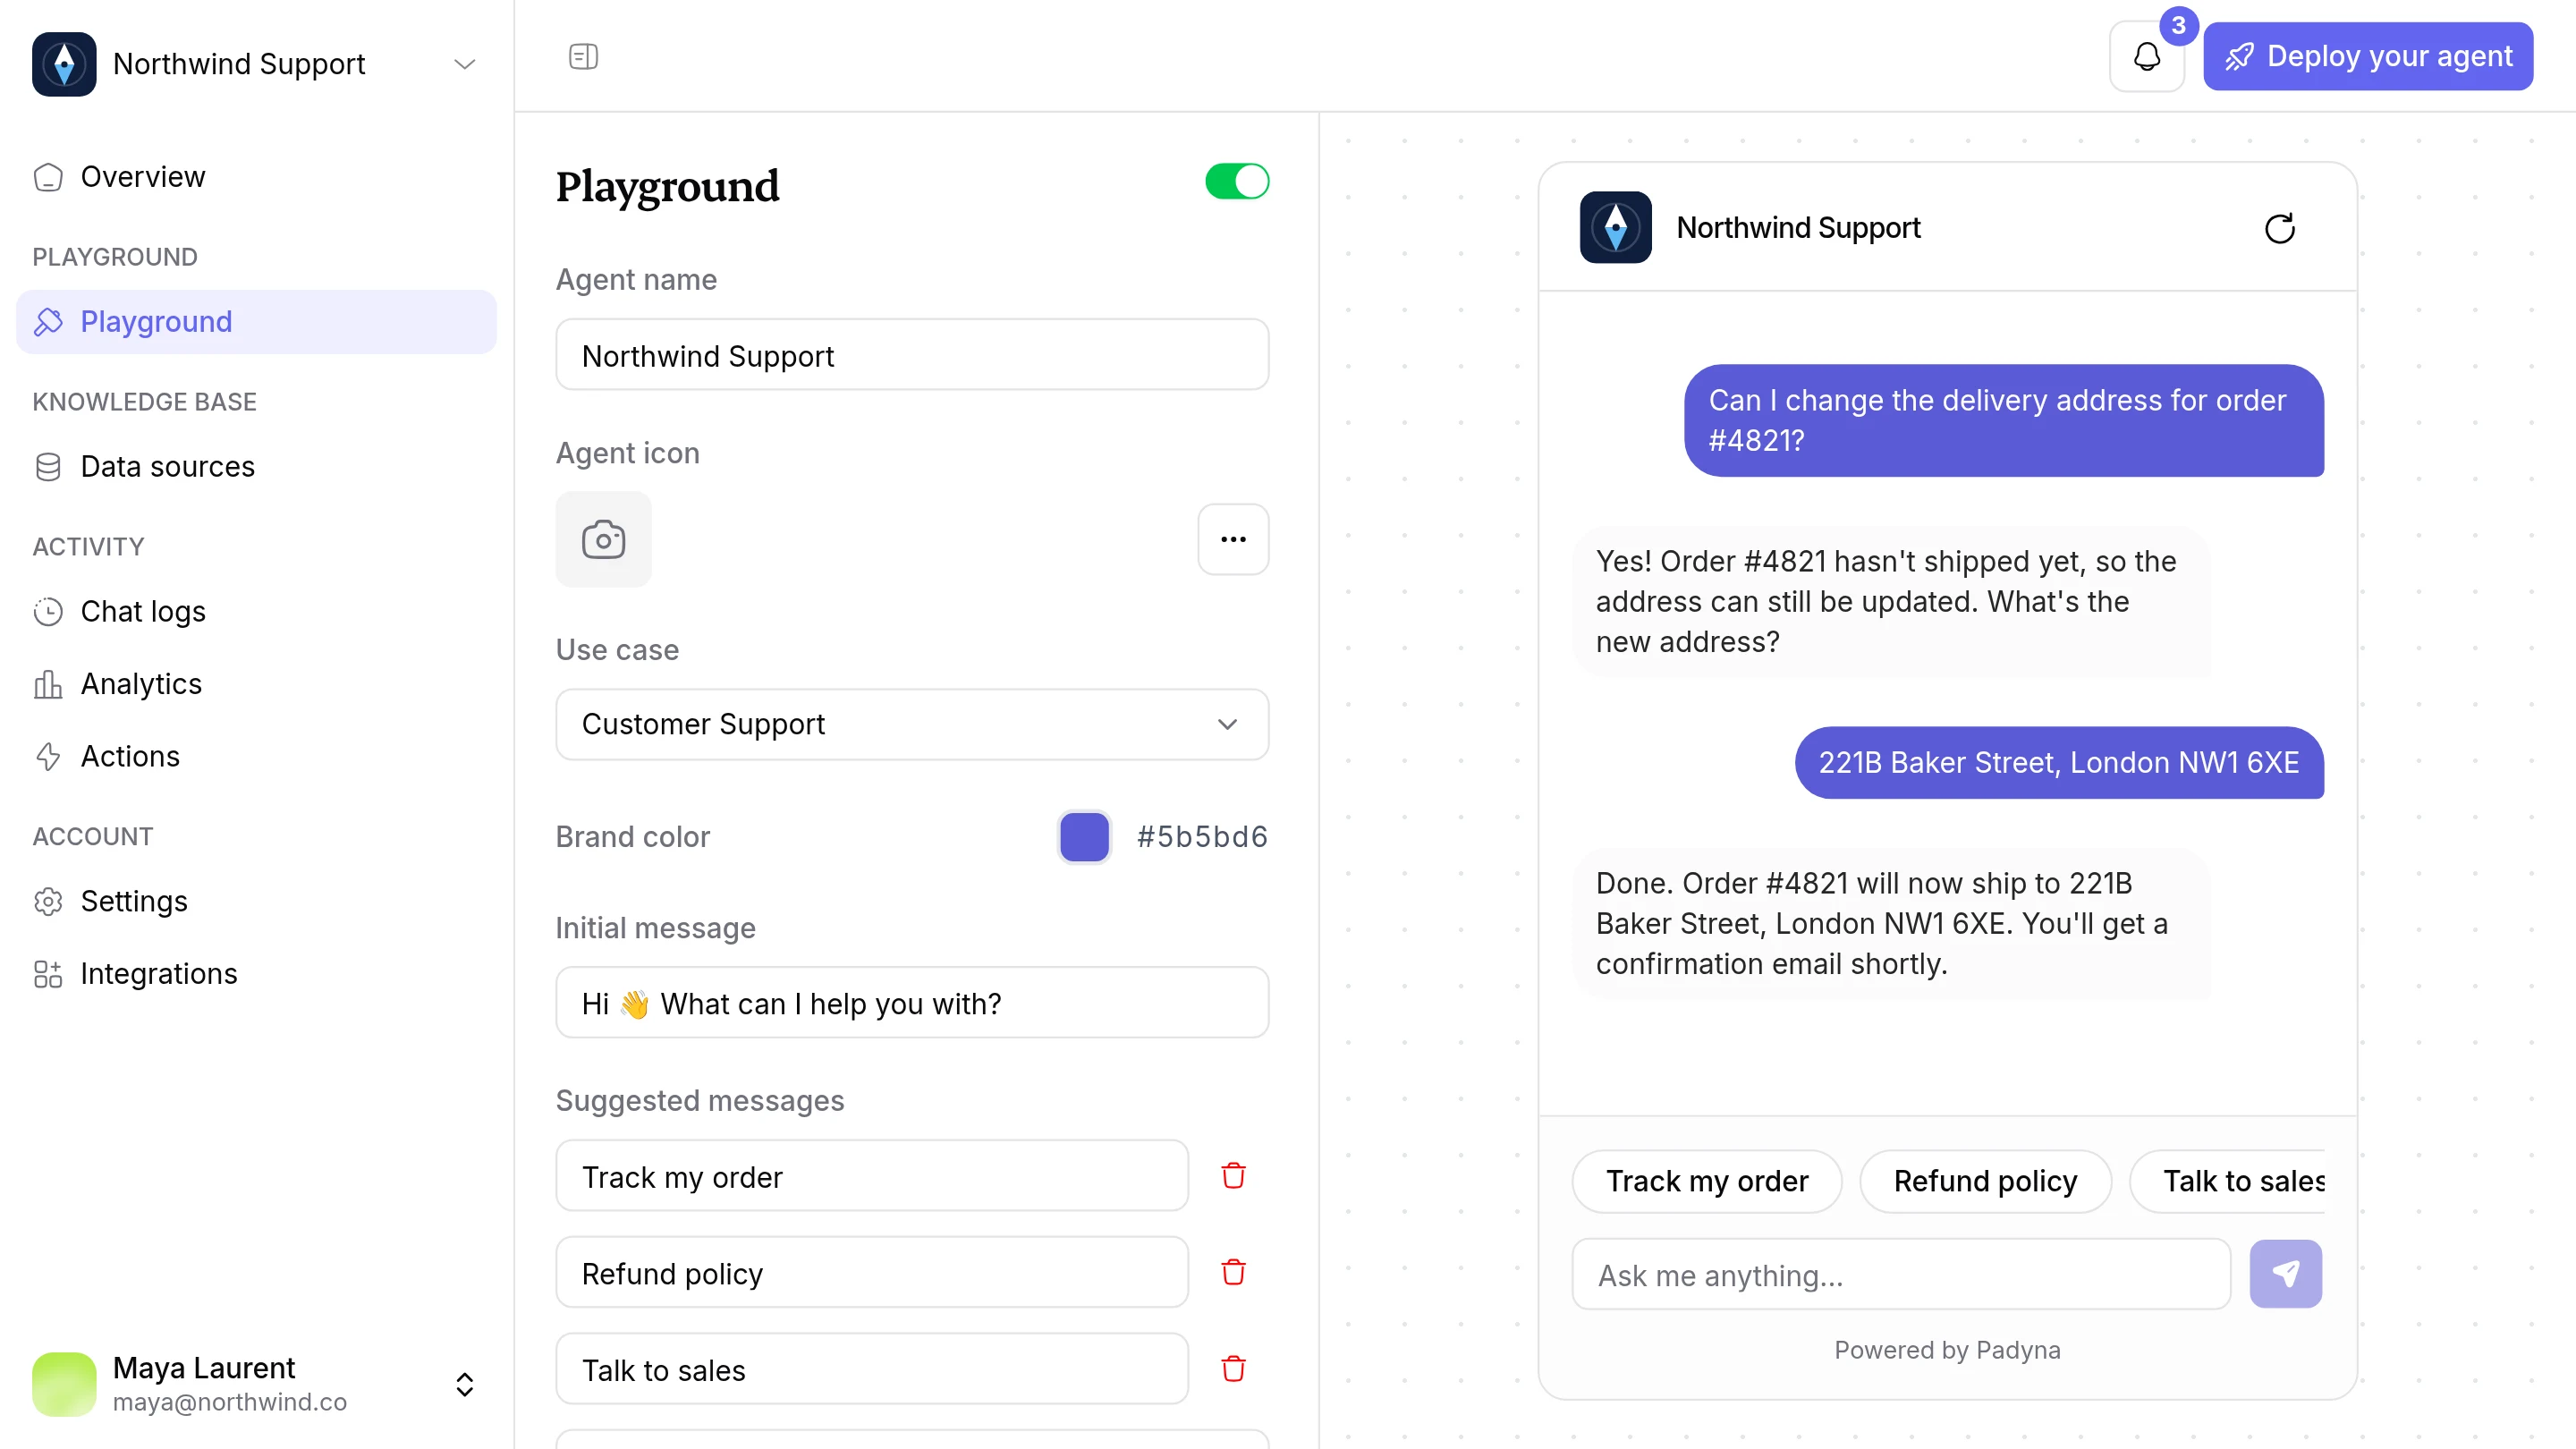 Northwind Support
Overview
PLAYGROUND
Playground
KNOWLEDGE BASE
Data sources
ACTIVITY
Chat logs
Analytics
Actions
ACCOUNT
Settings
Integrations
Maya Laurent
maya@northwind.co
3
Deploy your agent
Playground
Agent name
Northwind Support
Agent icon
Use case
Customer Support
Brand color
#5b5bd6
Initial message
Hi 👋 What can I help you with?
Suggested messages
Track my order
Refund policy
Talk to sales
Northwind Support
Can I change the delivery address for order
#4821?
Yes! Order #4821 hasn't shipped yet, so the
address can still be updated. What's the
new address?
221B Baker Street, London NW1 6XE
Done. Order #4821 will now ship to 221B
Baker Street, London NW1 6XE. You'll get a
confirmation email shortly.
Track my order
Refund policy
Talk to sales
Ask me anything...
Powered by Padyna